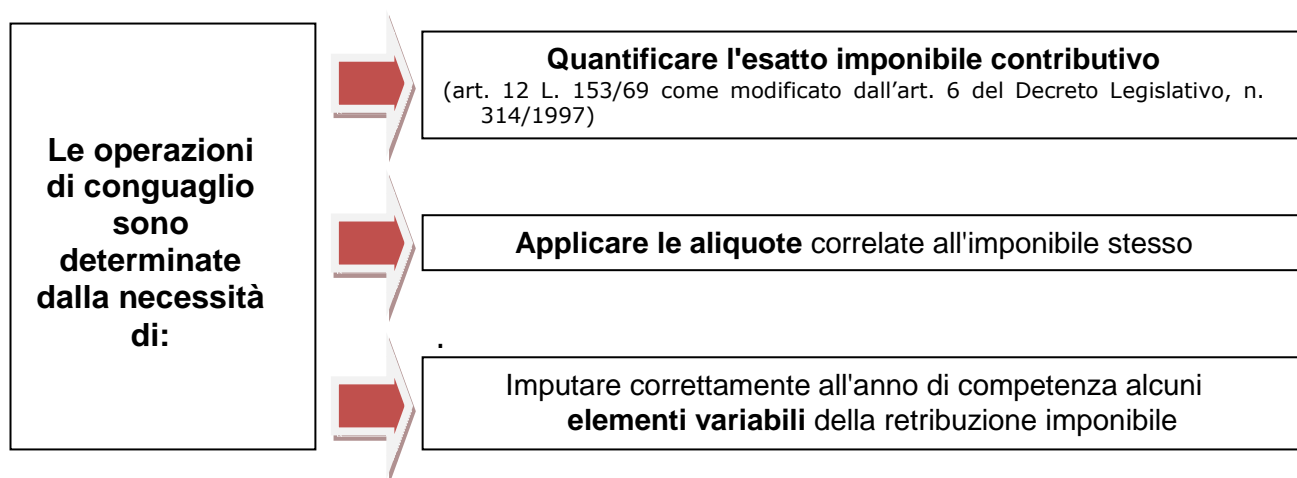 Le operazioni
di conguaglio
sono
determinate
dalla necessità
di:
Quantificare l'esatto imponibile contributivo
(art. 12 L. 153/69 come modificato dall’art. 6 del Decreto Legislativo, n.
314/1997)
Applicare le aliquote correlate all'imponibile stesso
.
Imputare correttamente all'anno di competenza alcuni
elementi variabili della retribuzione imponibile